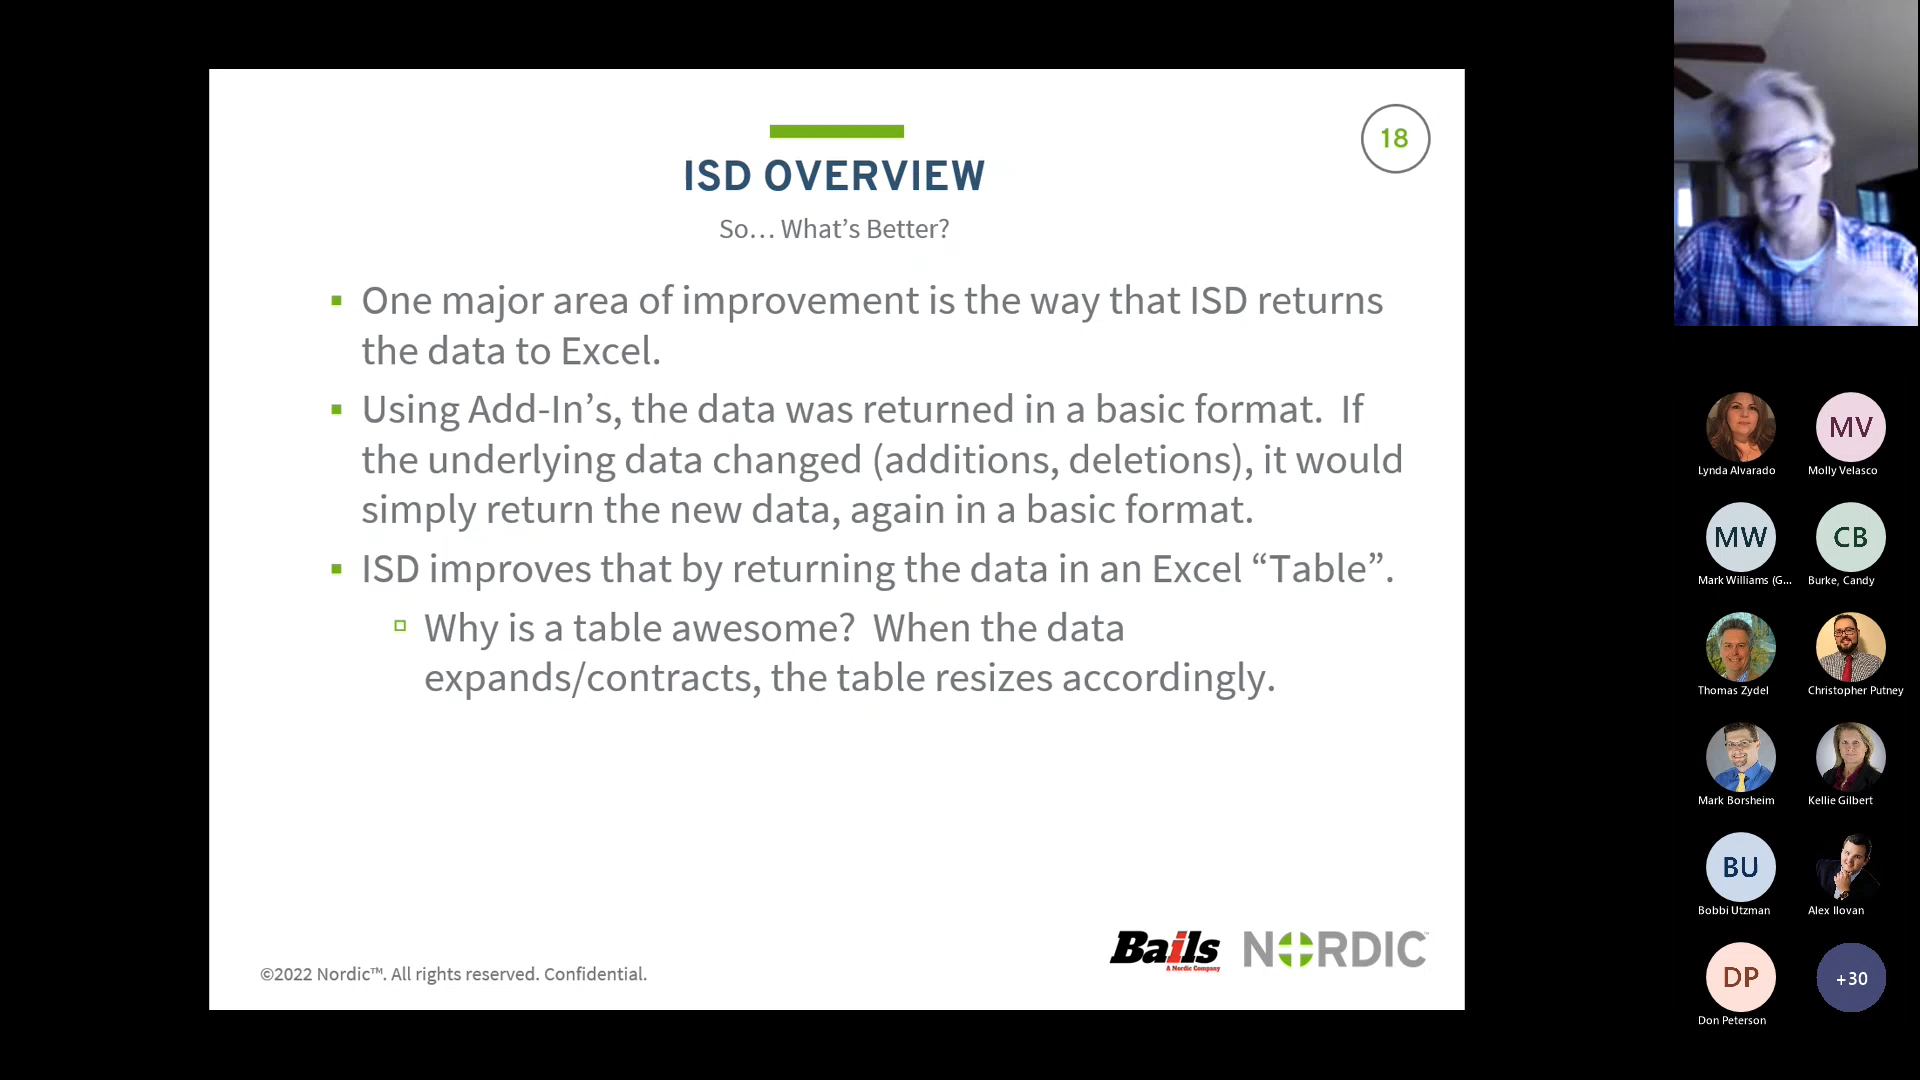 18
ISD OVERVIEW
So… What’s Better?
One major area of improvement is the way that ISD returns
the data to Excel.
Using Add-In’s, the data was returned in a basic format.  If
the underlying data changed (additions, deletions), it would
simply return the new data, again in a basic format.
ISD improves that by returning the data in an Excel “Table”.
Why is a table awesome?  When the data
expands/contracts, the table resizes accordingly.
Bails
A Nordic Company
NORDIC™
©2022 Nordic™. All rights reserved. Confidential.
Lynda Alvarado
MV
Molly Velasco
MW
Mark Williams (G...
CB
Burke, Candy
Thomas Zydel
Christopher Putney
Mark Borsheim
Kellie Gilbert
BU
Bobbi Utzman
Alex Ilovan
DP
Don Peterson
+30